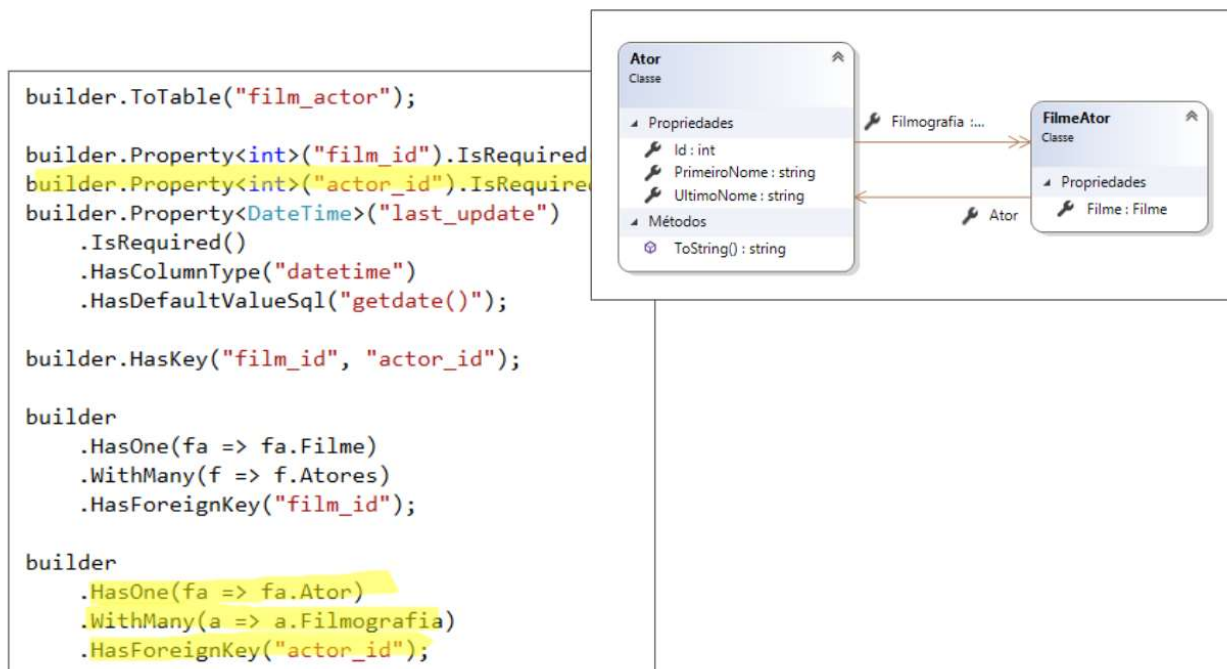 builder.ToTable("film_actor");
builder.Property<int>("film_id").IsRequired
builder.Property<int>("actor_id").IsRequired
builder.Property<DateTime>("last_update")
.IsRequired()
.HasColumnType("datetime")
.HasDefaultValueSql("getdate()");
builder.HasKey("film_id", "actor_id");
builder
.HasOne(fa => fa.Filme)
.WithMany(f => f.Atores)
.HasForeignKey("film_id");
builder
.HasOne(fa => fa.Ator)
.WithMany(a => a.Filmografia)
.HasForeignKey("actor_id");
Ator
Classe
Propriedades
Id : int
PrimeiroNome : string
UltimoNome : string
Métodos
ToString() : string
Filmografia :...
Ator
FilmeAtor
Classe
Propriedades
Filme : Filme